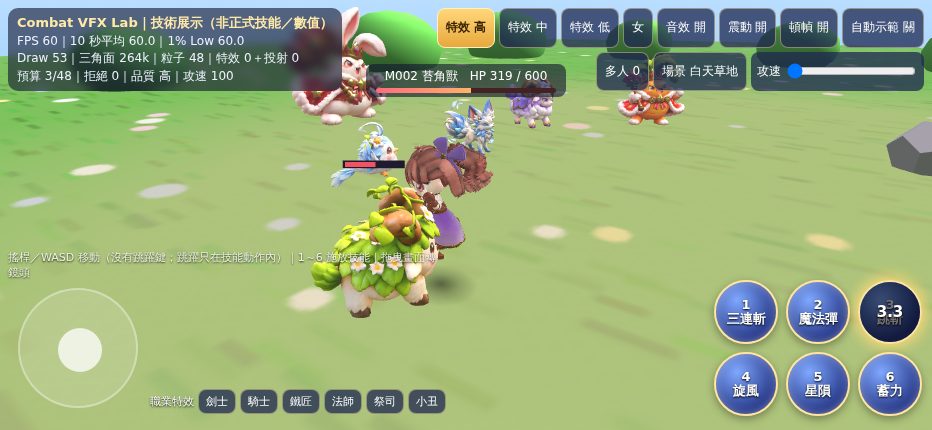 Combat VFX Lab｜技術展示（非正式技能／數值）
FPS 60｜10 秒平均 60.0｜1% Low 60.0
Draw 53｜三角面 264k｜粒子 48｜特效 0＋投射 0
預算 3/48｜拒絕 0｜品質 高｜攻速 100
特效 高
特效 中
特效 低
女
音效 開
震動 開
頓幀 開
自動示範 關
多人 0
場景 白天草地
攻速
M002 苔角獸 HP 319 / 600
搖桿／WASD 移動（沒有跳躍鍵；跳躍只在技能動作內）｜1～6 施放技能｜拖曳畫面轉
鏡頭
1
三連斬
2
魔法彈
3
3.3
跳斬
4
旋風
5
星隕
6
蓄力
職業特效
劍士
騎士
鐵匠
法師
祭司
小丑